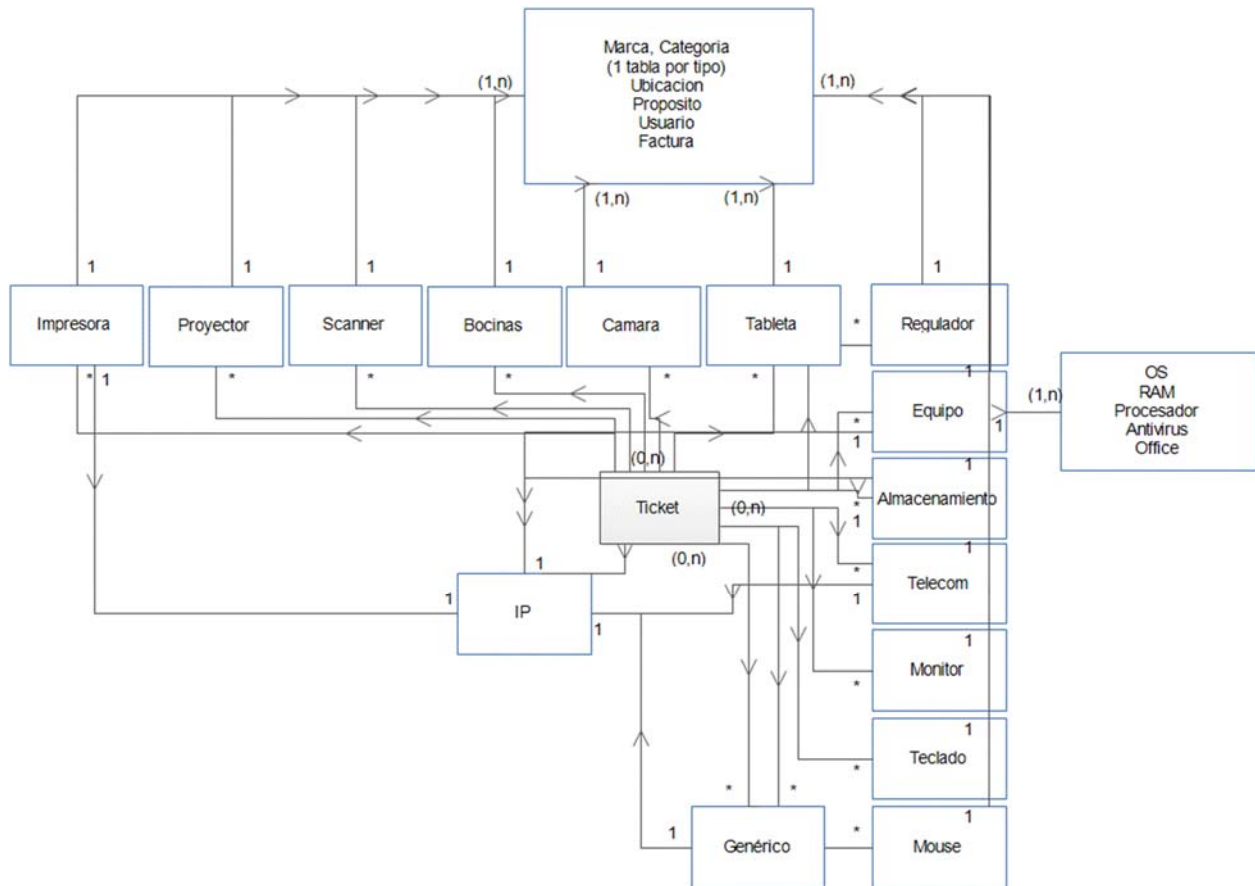 Marca, Categoria
(1 tabla por tipo)
Ubicacion
Proposito
Usuario
Factura
(1,n)
(1,n)
(1,n)
(1,n)
1
1
1
1
1
1
1
Impresora
Proyector
Scanner
Bocinas
Camara
Tableta
*
Regulador
*
1
*
*
*
*
*
1
Equipo
*
1
1
(1,n)
OS
RAM
Procesador
Antivirus
Office
(0,n)
Ticket
(0,n)
(0,n)
1
Almacenamiento
*
1
1
Telecom
*
1
1
IP
1
1
1
Monitor
*
1
Teclado
*
*
*
1
Genérico
*
1
Mouse